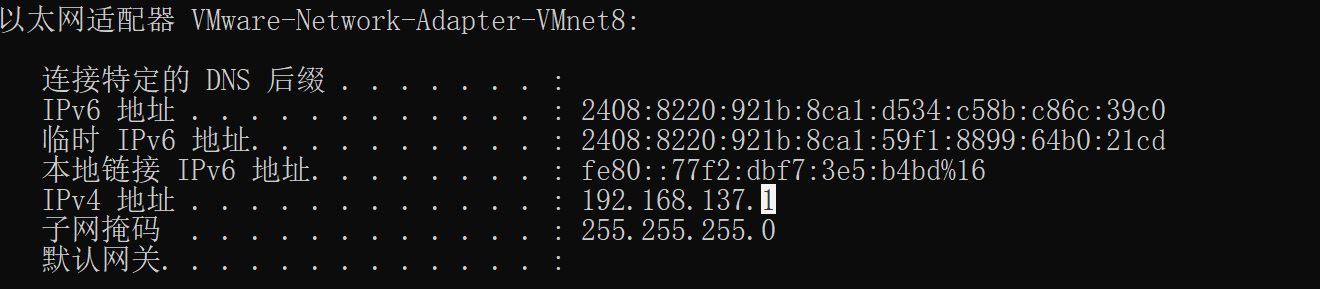 以太网适配器 VMware-Network-Adapter-VMnet8:
连接特定的 DNS 后缀 . . . . . . . :
IPv6 地址 . . . . . . . . . . . . : 2408:8220:921b:8ca1:d534:c58b:c86c:39c0
临时 IPv6 地址. . . . . . . . . . : 2408:8220:921b:8ca1:59f1:8899:64b0:21cd
本地链接 IPv6 地址. . . . . . . . : fe80::77f2:dbf7:3e5:b4bd%16
IPv4 地址 . . . . . . . . . . . . : 192.168.137.1
子网掩码  . . . . . . . . . . . . : 255.255.255.0
默认网关. . . . . . . . . . . . . :